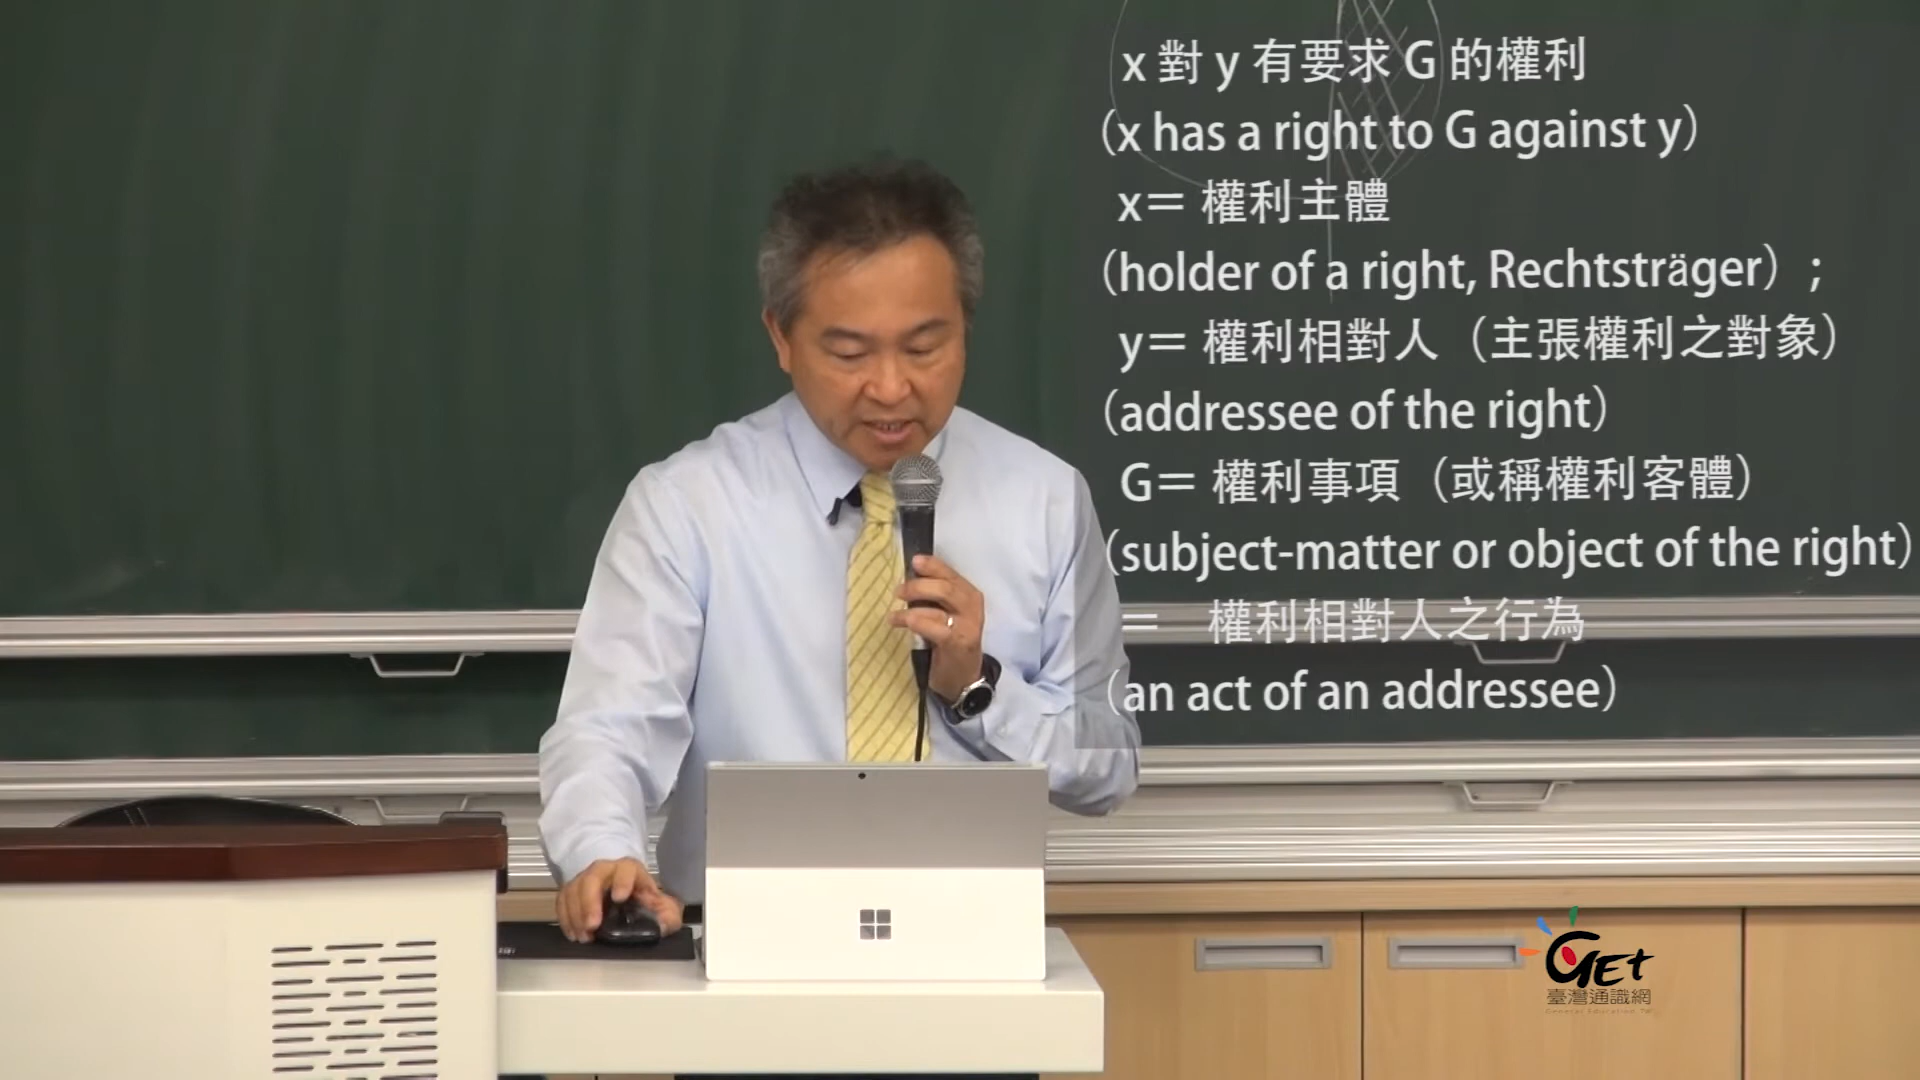 x 對 y 有要求 G 的權利
（x has a right to G against y）
x＝ 權利主體
（holder of a right, Rechtsträger）;
y＝ 權利相對人（主張權利之對象）
（addressee of the right）
G＝ 權利事項（或稱權利客體）
（subject-matter or object of the right）
＝ 權利相對人之行為
（an act of an addressee）
GEt
臺灣通識網
General Education TW